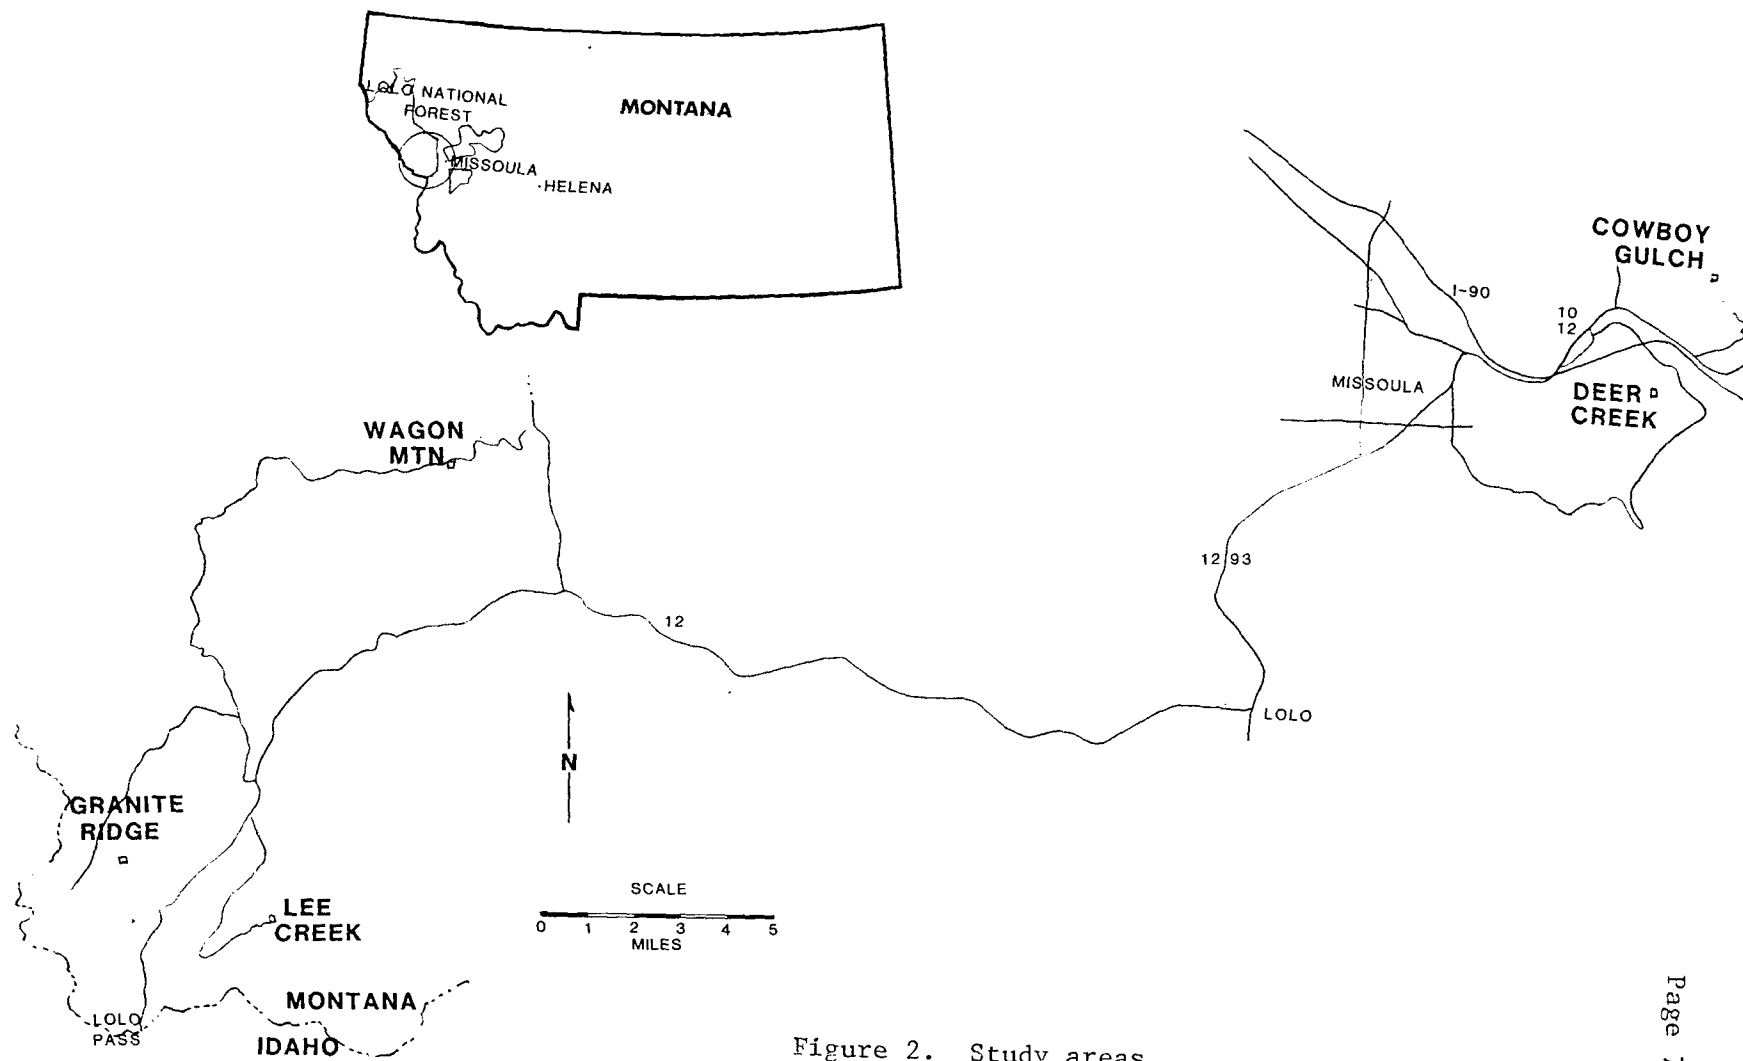 LOLO NATIONAL
FOREST
MONTANA
MISSOULA
HELENA
COWBOY
GULCH
I-90
10
12
MISSOULA
DEER
CREEK
WAGON
MTN
12 93
12
LOLO
N
GRANITE
RIDGE
LEE
CREEK
SCALE
0 1 2 3 4 5
MILES
MONTANA
LOLO
PASS
IDAHO
Figure 2. Study areas
Page